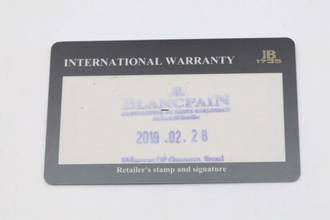 INTERNATIONAL WARRANTY
JB
1735
BLANCPAIN
2019 .02. 28
Retailer's stamp and signature